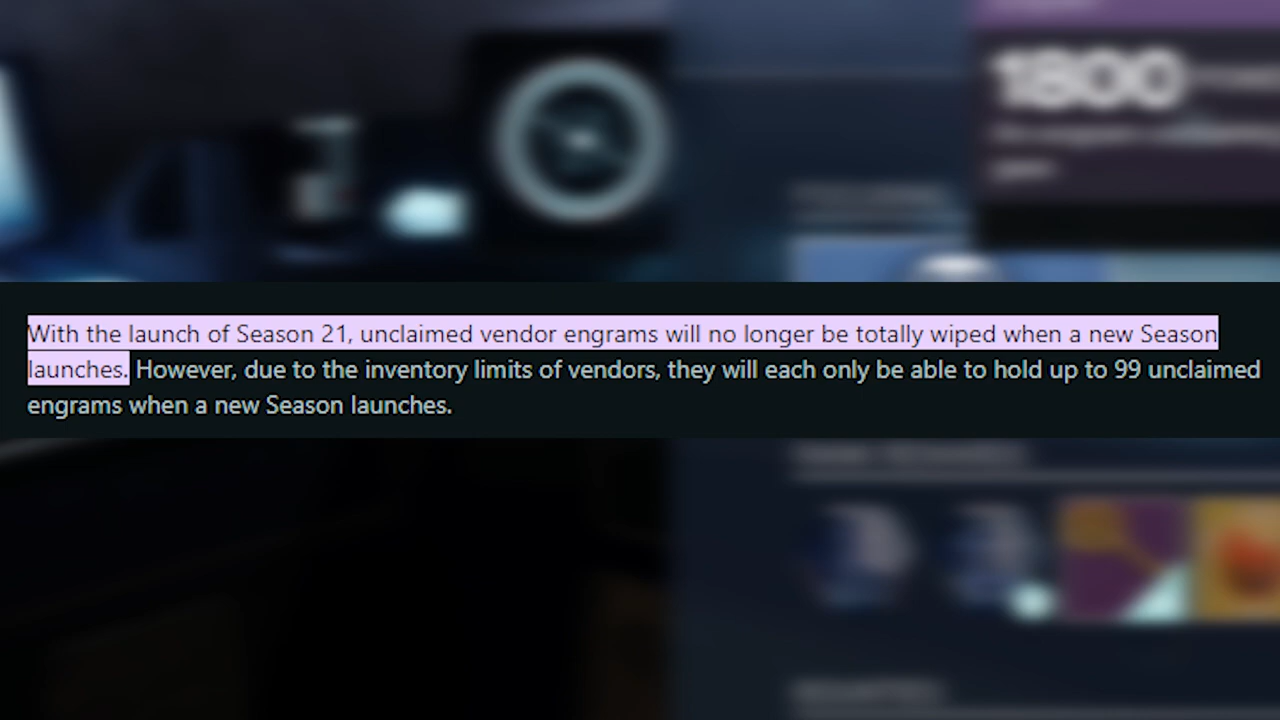 1800
With the launch of Season 21, unclaimed vendor engrams will no longer be totally wiped when a new Season
launches. However, due to the inventory limits of vendors, they will each only be able to hold up to 99 unclaimed
engrams when a new Season launches.